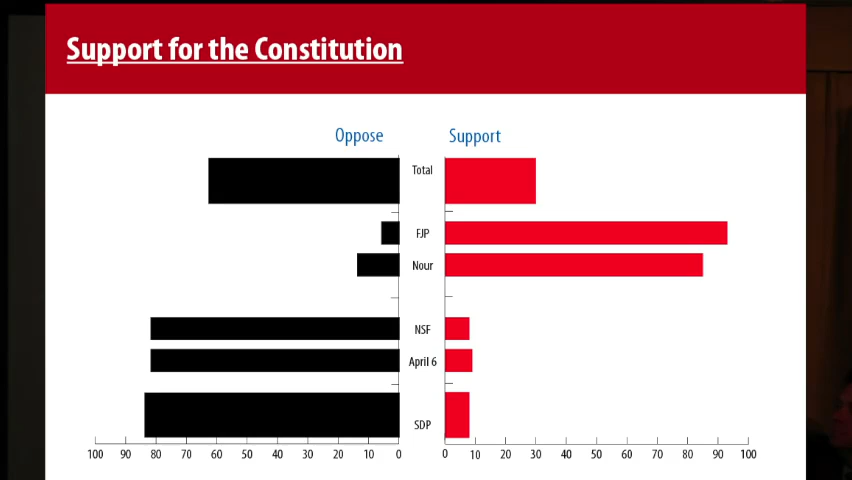 Support for the Constitution
Oppose Support
Total
FJP
Nour
NSF
April 6
SDP
100 90 80 70 60 50 40 30 20 10 0 0 10 20 30 40 50 60 70 80 90 100